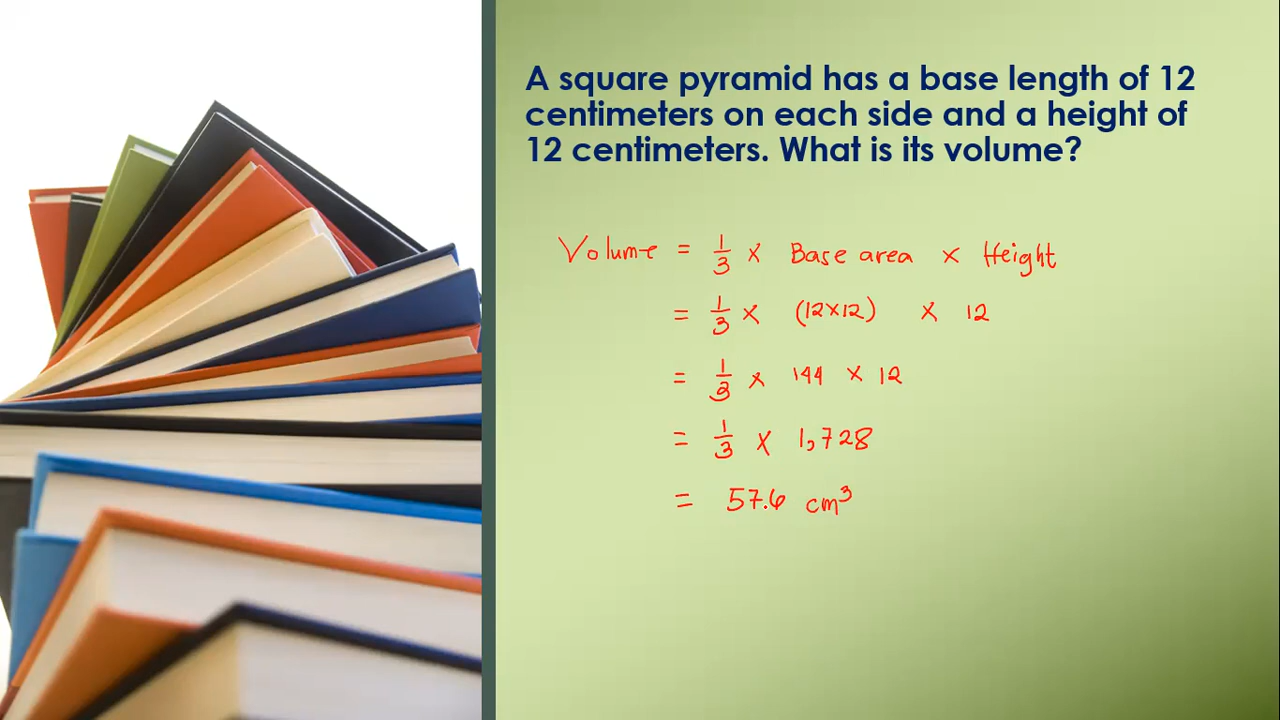 A square pyramid has a base length of 12
centimeters on each side and a height of
12 centimeters. What is its volume?
Volume = 1/3 × Base area × Height
= 1/3 × (12×12) × 12
= 1/3 × 144 × 12
= 1/3 × 1,728
= 57.6 cm³